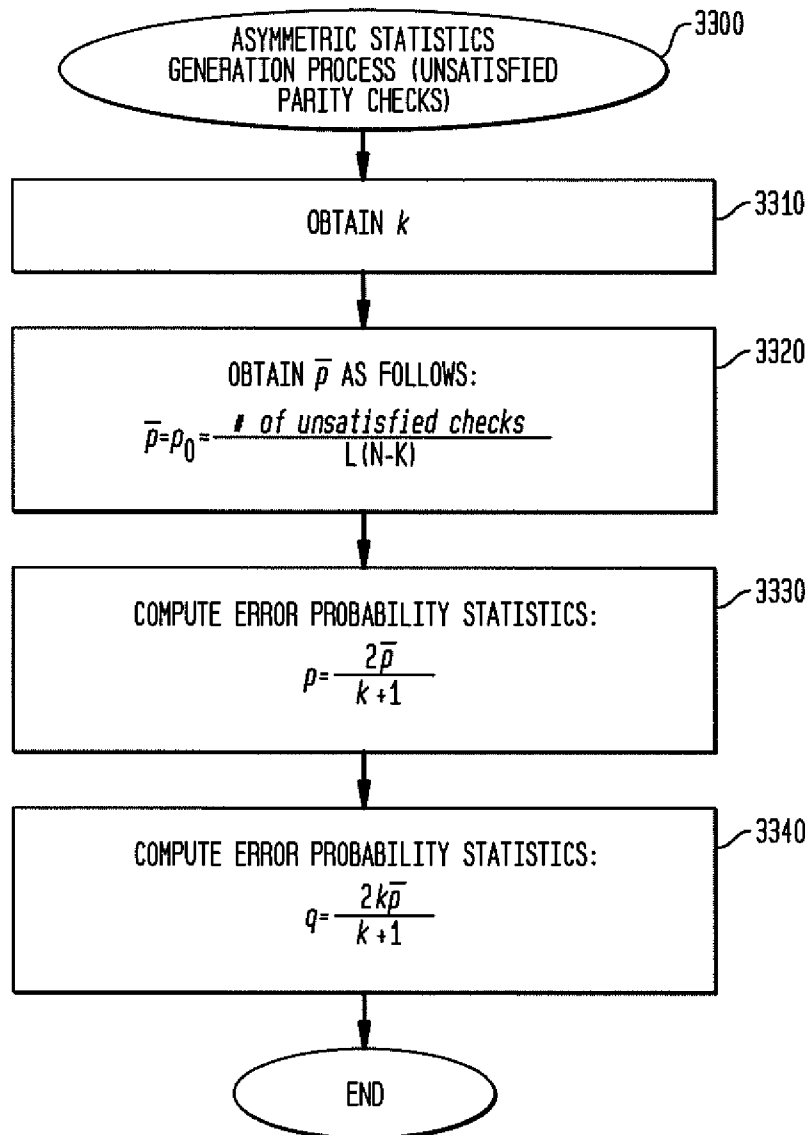 ASYMMETRIC STATISTICS
GENERATION PROCESS (UNSATISFIED
PARITY CHECKS)
3300
OBTAIN k
3310
OBTAIN p̅ AS FOLLOWS:
p̅=p₀= # of unsatisfied checks / L(N-K)
3320
COMPUTE ERROR PROBABILITY STATISTICS:
p= 2p̅ / k+1
3330
COMPUTE ERROR PROBABILITY STATISTICS:
q= 2kp̅ / k+1
3340
END